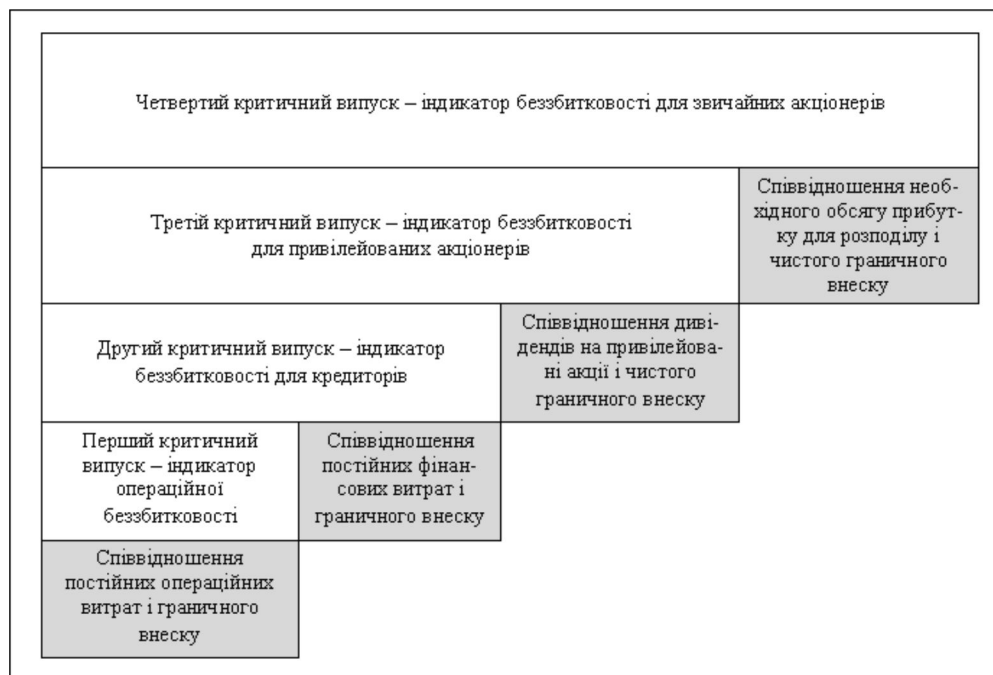 Четвертий критичний випуск – індикатор беззбитковості для звичайних акціонерів
Третій критичний випуск – індикатор беззбитковості
для привілейованих акціонерів
Співвідношення необ-
хідного обсягу прибут-
ку для розподілу і
чистого граничного
внеску
Другий критичний випуск – індикатор
беззбитковості для кредиторів
Співвідношення диві-
дендів на привілейова-
ні акції і чистого
граничного внеску
Перший критичний
випуск – індикатор
операційної
беззбитковості
Співвідношення
постійних фінан-
сових витрат і
граничного внеску
Співвідношення
постійних операційних
витрат і граничного
внеску